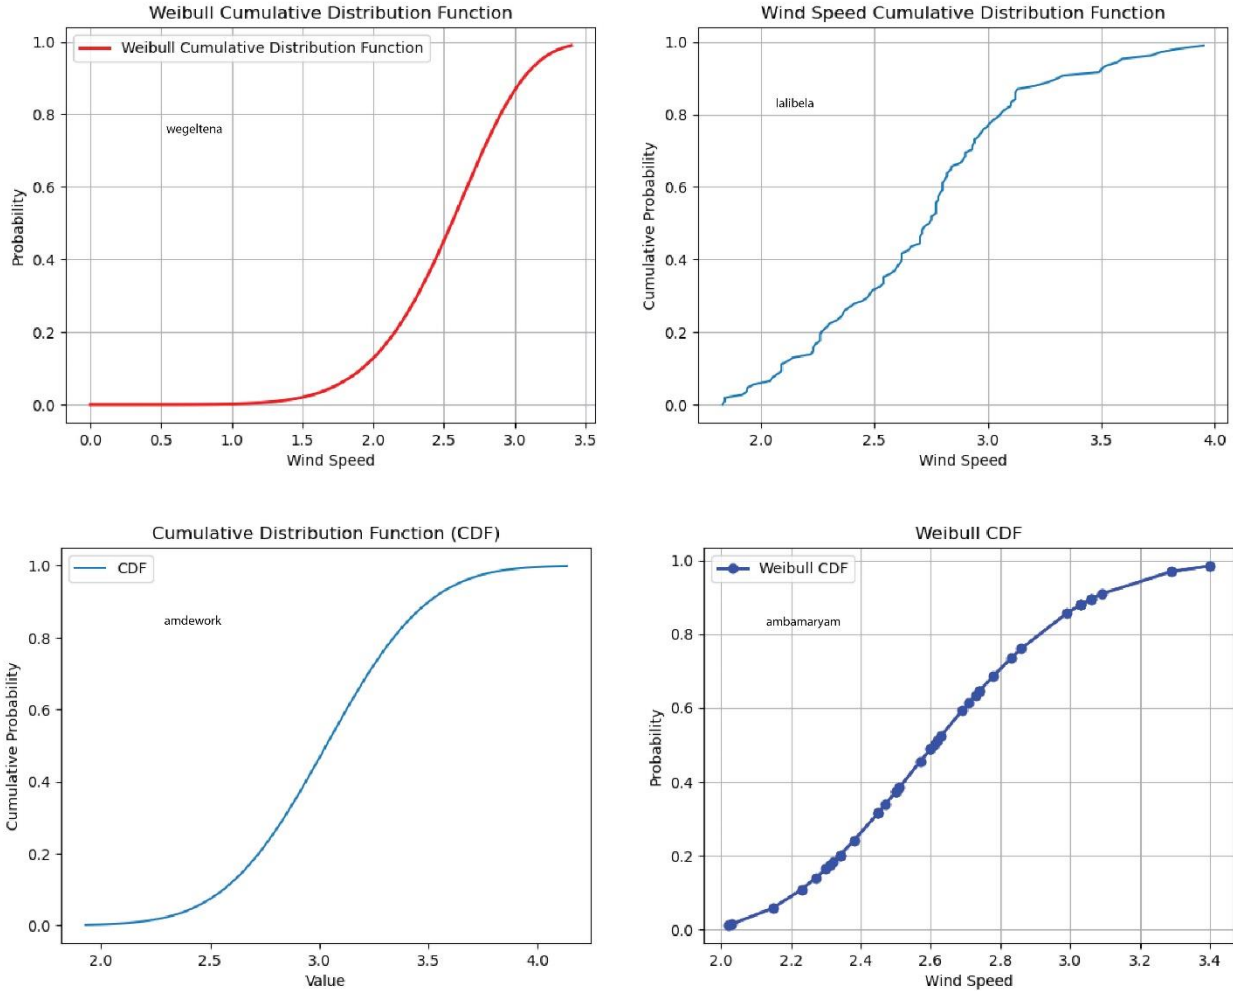 Weibull Cumulative Distribution Function
Weibull Cumulative Distribution Function
wegeltena
Probability
1.0
0.8
0.6
0.4
0.2
0.0
0.0 0.5 1.0 1.5 2.0 2.5 3.0 3.5
Wind Speed
Wind Speed Cumulative Distribution Function
lalibela
Cumulative Probability
1.0
0.8
0.6
0.4
0.2
0.0
2.0 2.5 3.0 3.5 4.0
Wind Speed
Cumulative Distribution Function (CDF)
CDF
amdework
Cumulative Probability
1.0
0.8
0.6
0.4
0.2
0.0
2.0 2.5 3.0 3.5 4.0
Value
Weibull CDF
Weibull CDF
ambamaryam
Probability
1.0
0.8
0.6
0.4
0.2
0.0
2.0 2.2 2.4 2.6 2.8 3.0 3.2 3.4
Wind Speed